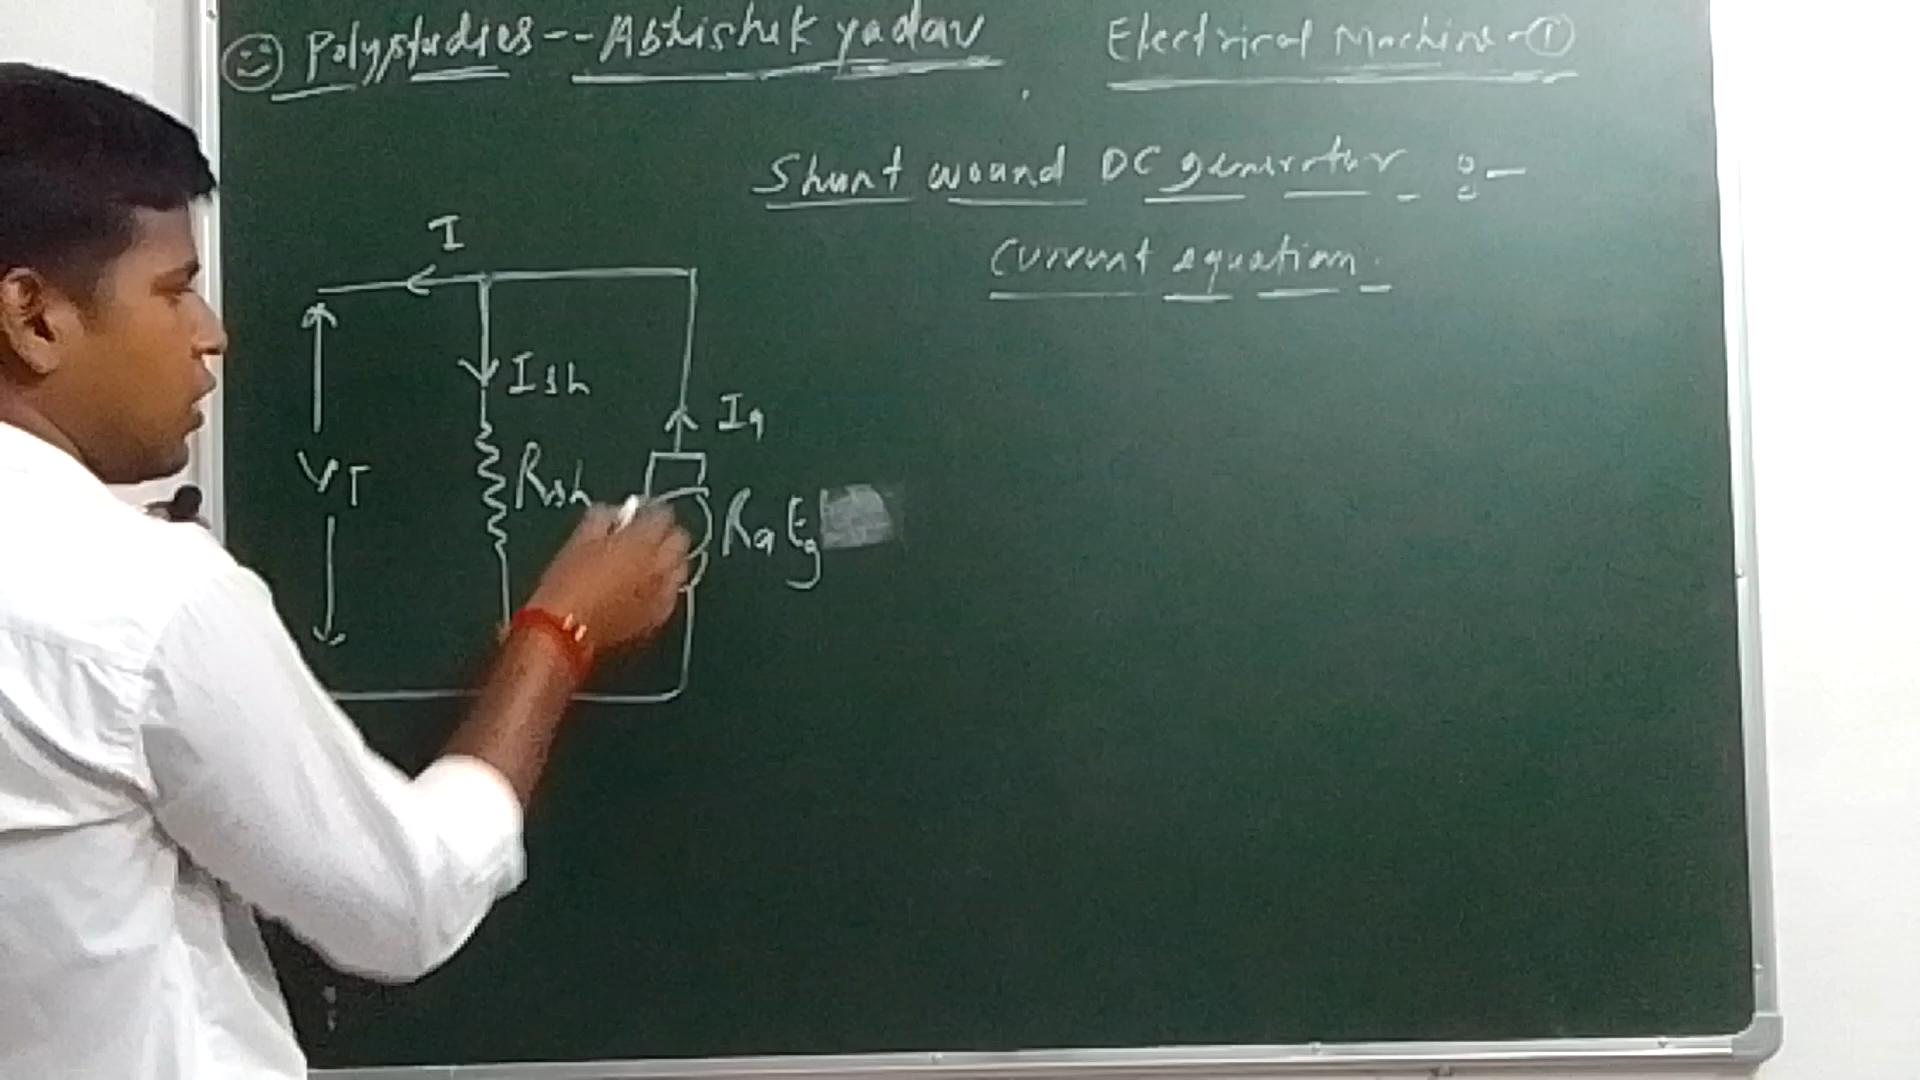 Polystudies -- Abhishek yadav
Electrical Machine - ①
Shunt wound DC generator :-
Current equation.
I
Ish
Ia
VT
Rsh
Ra Eg